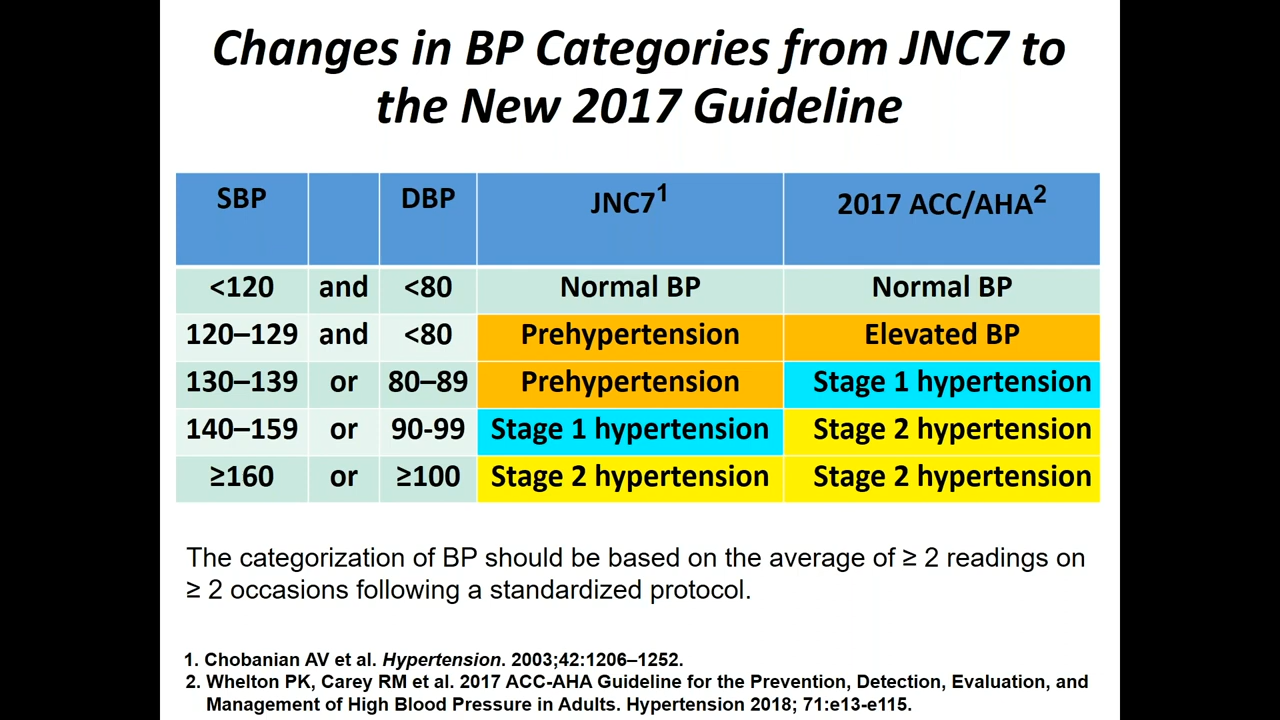 Changes in BP Categories from JNC7 to
the New 2017 Guideline
SBP DBP JNC7¹ 2017 ACC/AHA²
<120 and <80 Normal BP Normal BP
120–129 and <80 Prehypertension Elevated BP
130–139 or 80–89 Prehypertension Stage 1 hypertension
140–159 or 90-99 Stage 1 hypertension Stage 2 hypertension
≥160 or ≥100 Stage 2 hypertension Stage 2 hypertension
The categorization of BP should be based on the average of ≥ 2 readings on
≥ 2 occasions following a standardized protocol.
1. Chobanian AV et al. Hypertension. 2003;42:1206–1252.
2. Whelton PK, Carey RM et al. 2017 ACC-AHA Guideline for the Prevention, Detection, Evaluation, and
Management of High Blood Pressure in Adults. Hypertension 2018; 71:e13-e115.